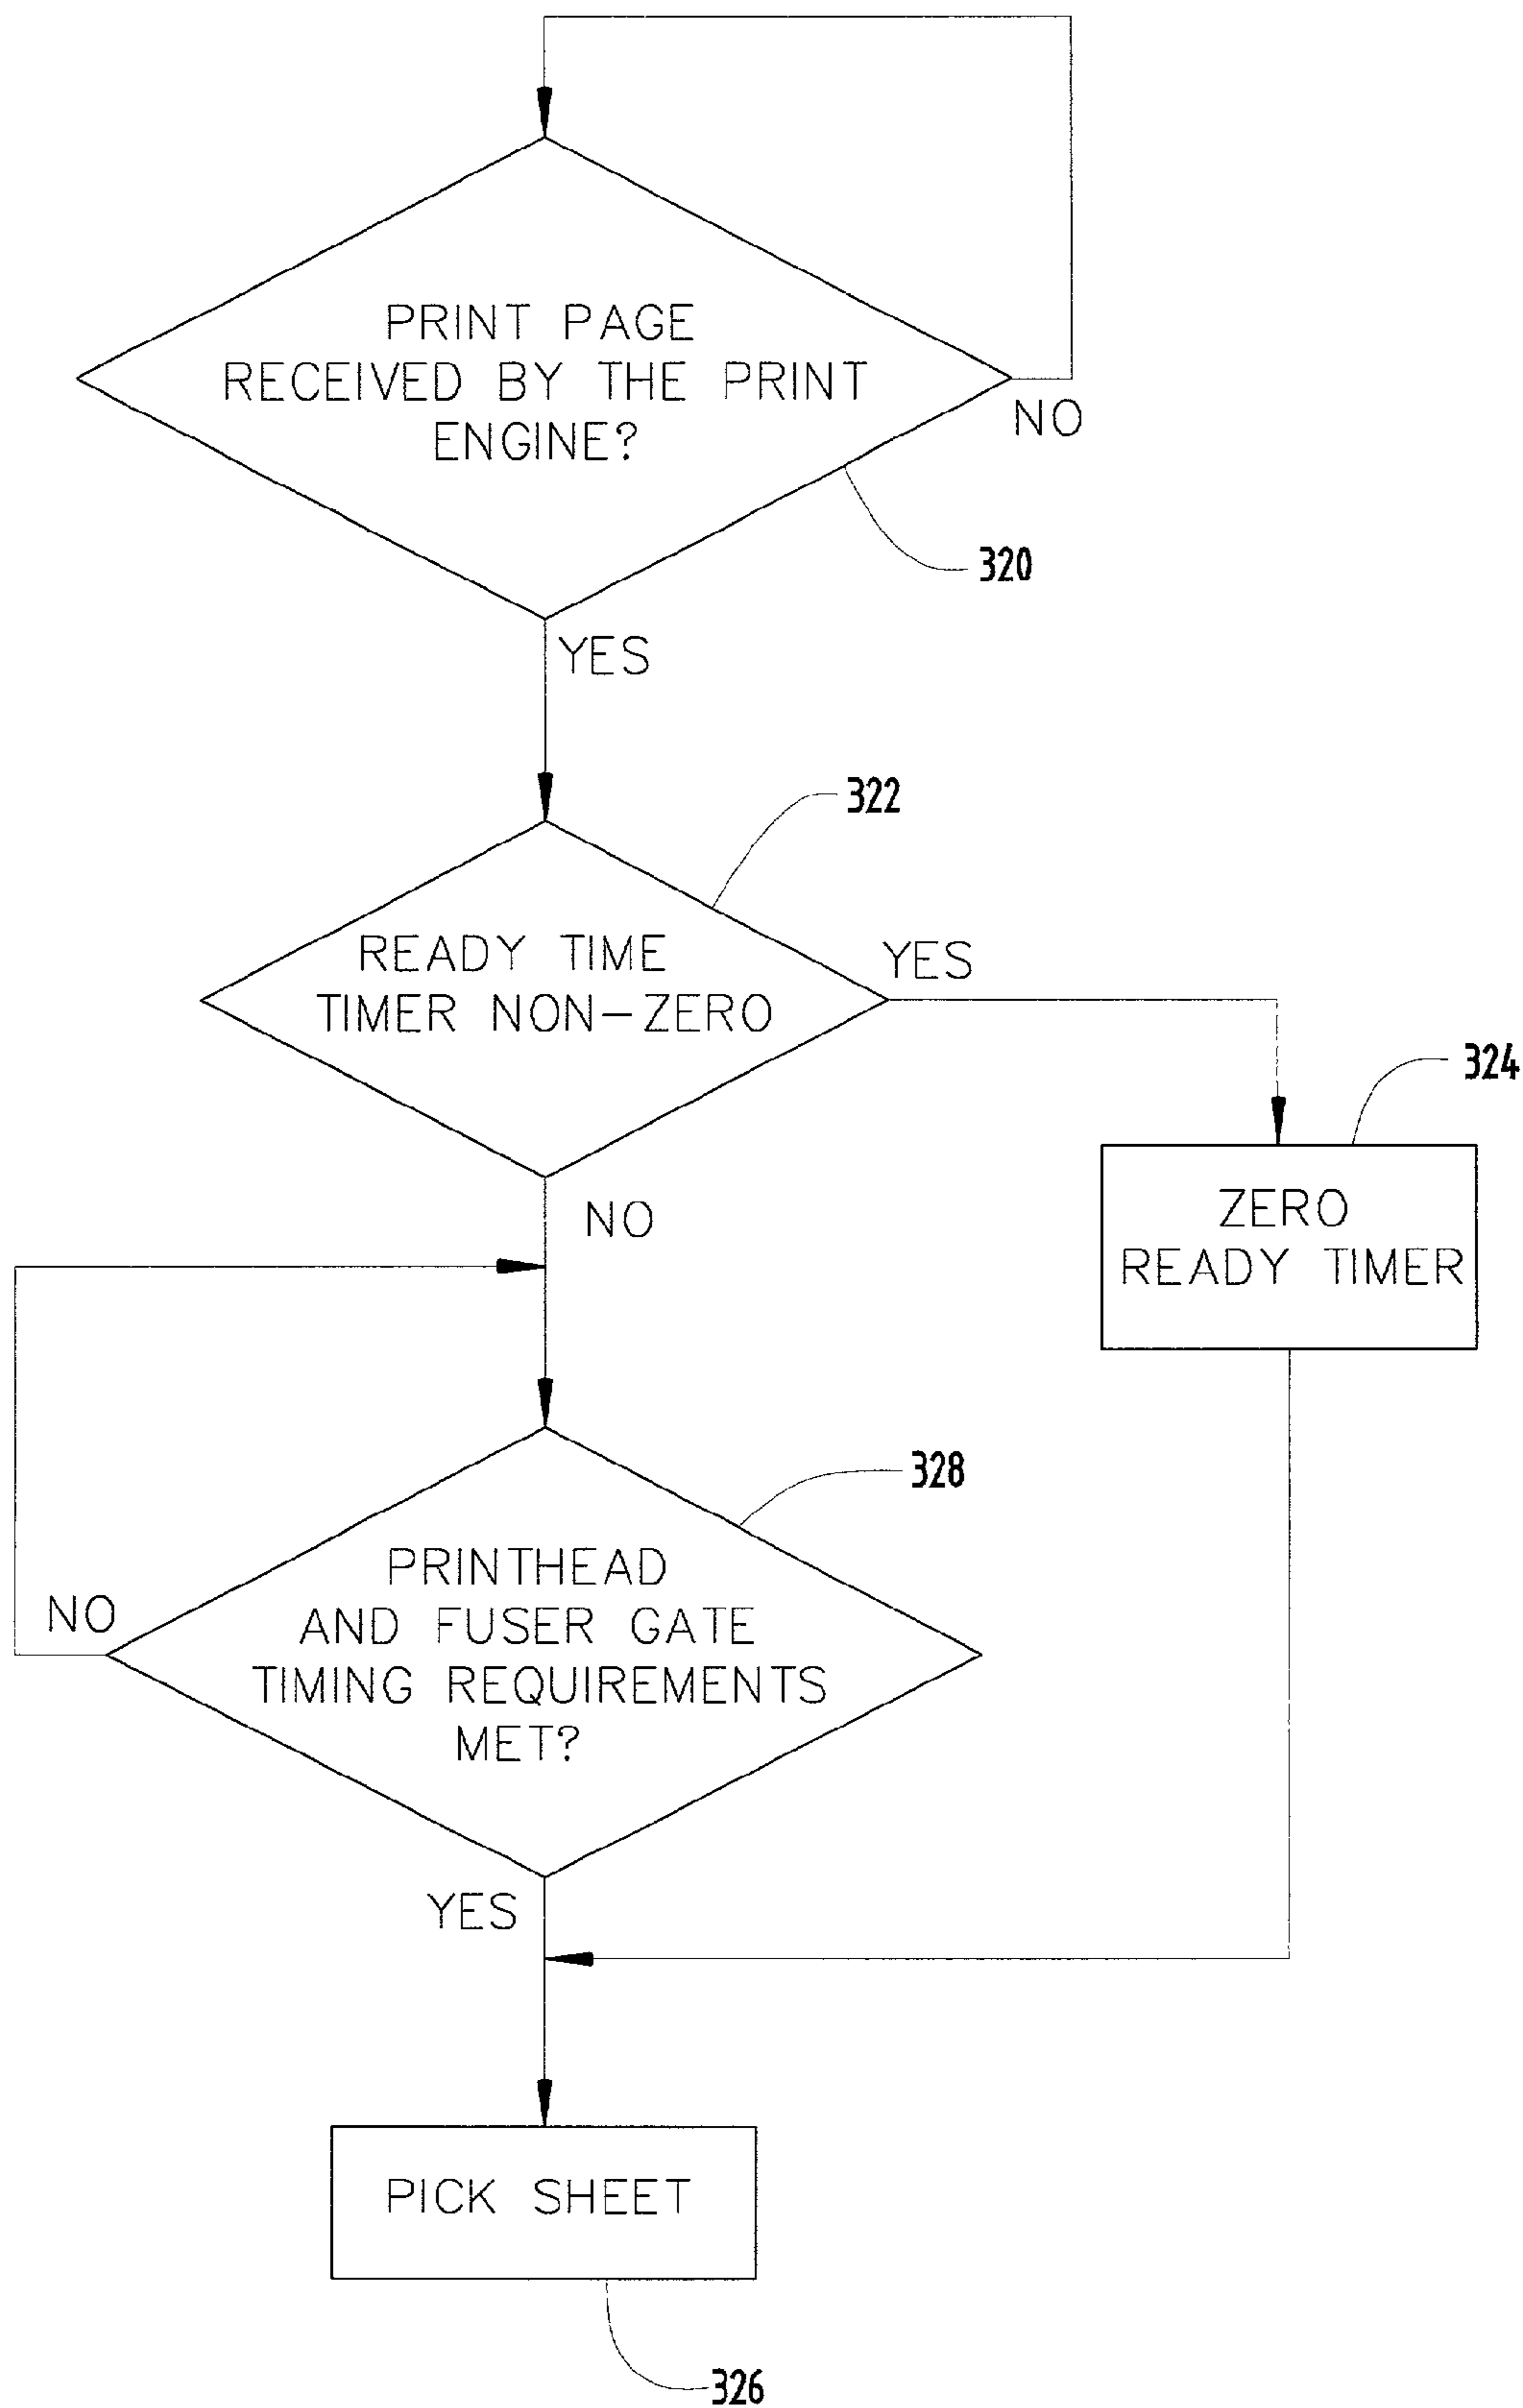 PRINT PAGE
RECEIVED BY THE PRINT
ENGINE?
NO
320
YES
322
READY TIME
TIMER NON-ZERO
YES
324
ZERO
READY TIMER
NO
328
PRINTHEAD
AND FUSER GATE
TIMING REQUIREMENTS
MET?
NO
YES
PICK SHEET
326